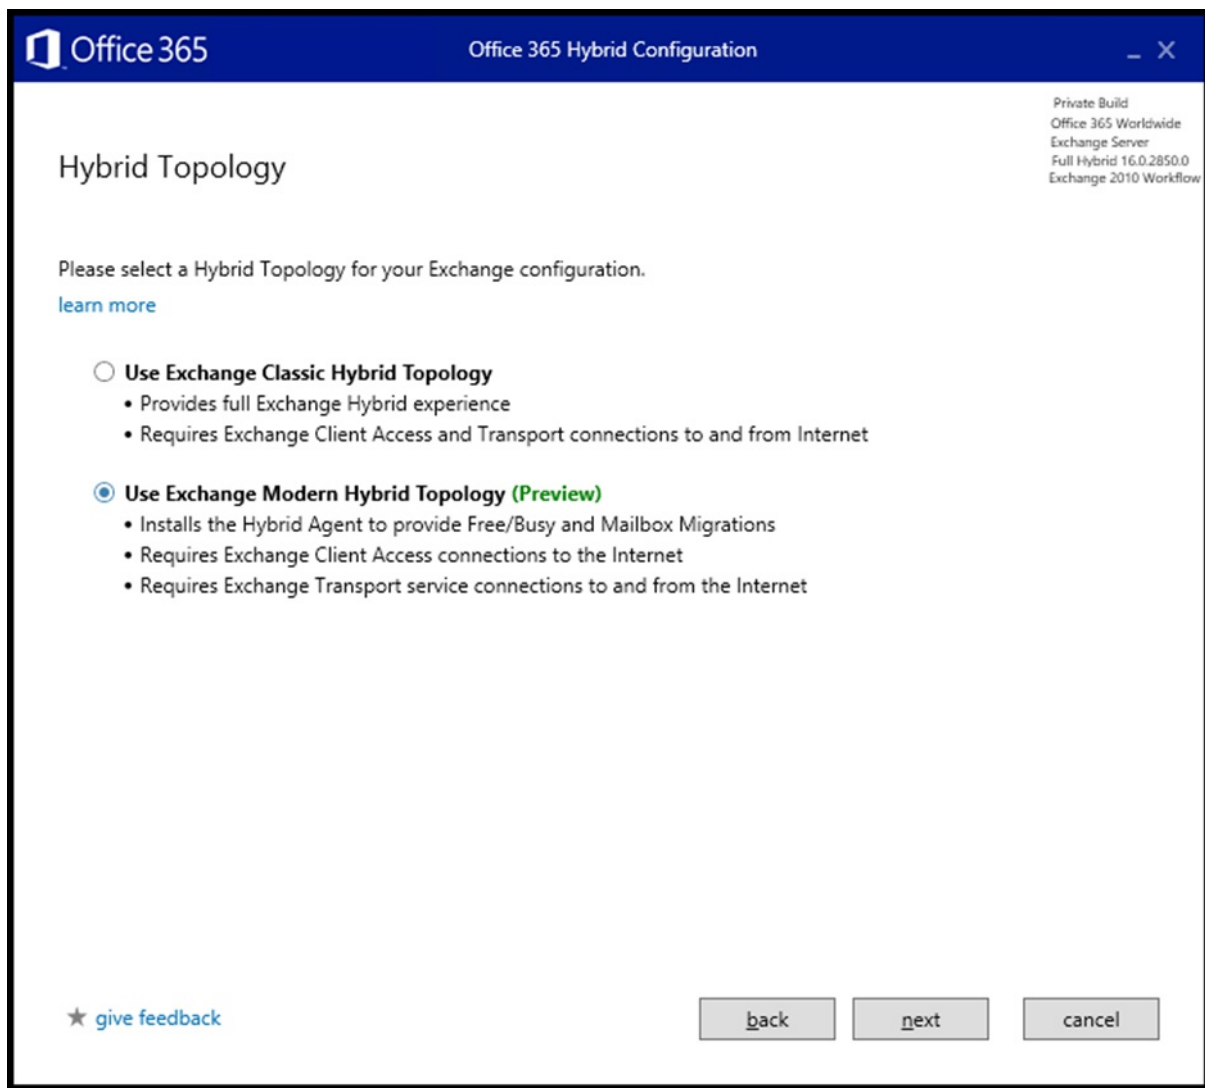 Office 365
Office 365 Hybrid Configuration
Private Build
Office 365 Worldwide
Exchange Server
Full Hybrid 16.0.2850.0
Exchange 2010 Workflow
Hybrid Topology
Please select a Hybrid Topology for your Exchange configuration.
learn more
Use Exchange Classic Hybrid Topology
• Provides full Exchange Hybrid experience
• Requires Exchange Client Access and Transport connections to and from Internet
Use Exchange Modern Hybrid Topology (Preview)
• Installs the Hybrid Agent to provide Free/Busy and Mailbox Migrations
• Requires Exchange Client Access connections to the Internet
• Requires Exchange Transport service connections to and from the Internet
give feedback
back
next
cancel